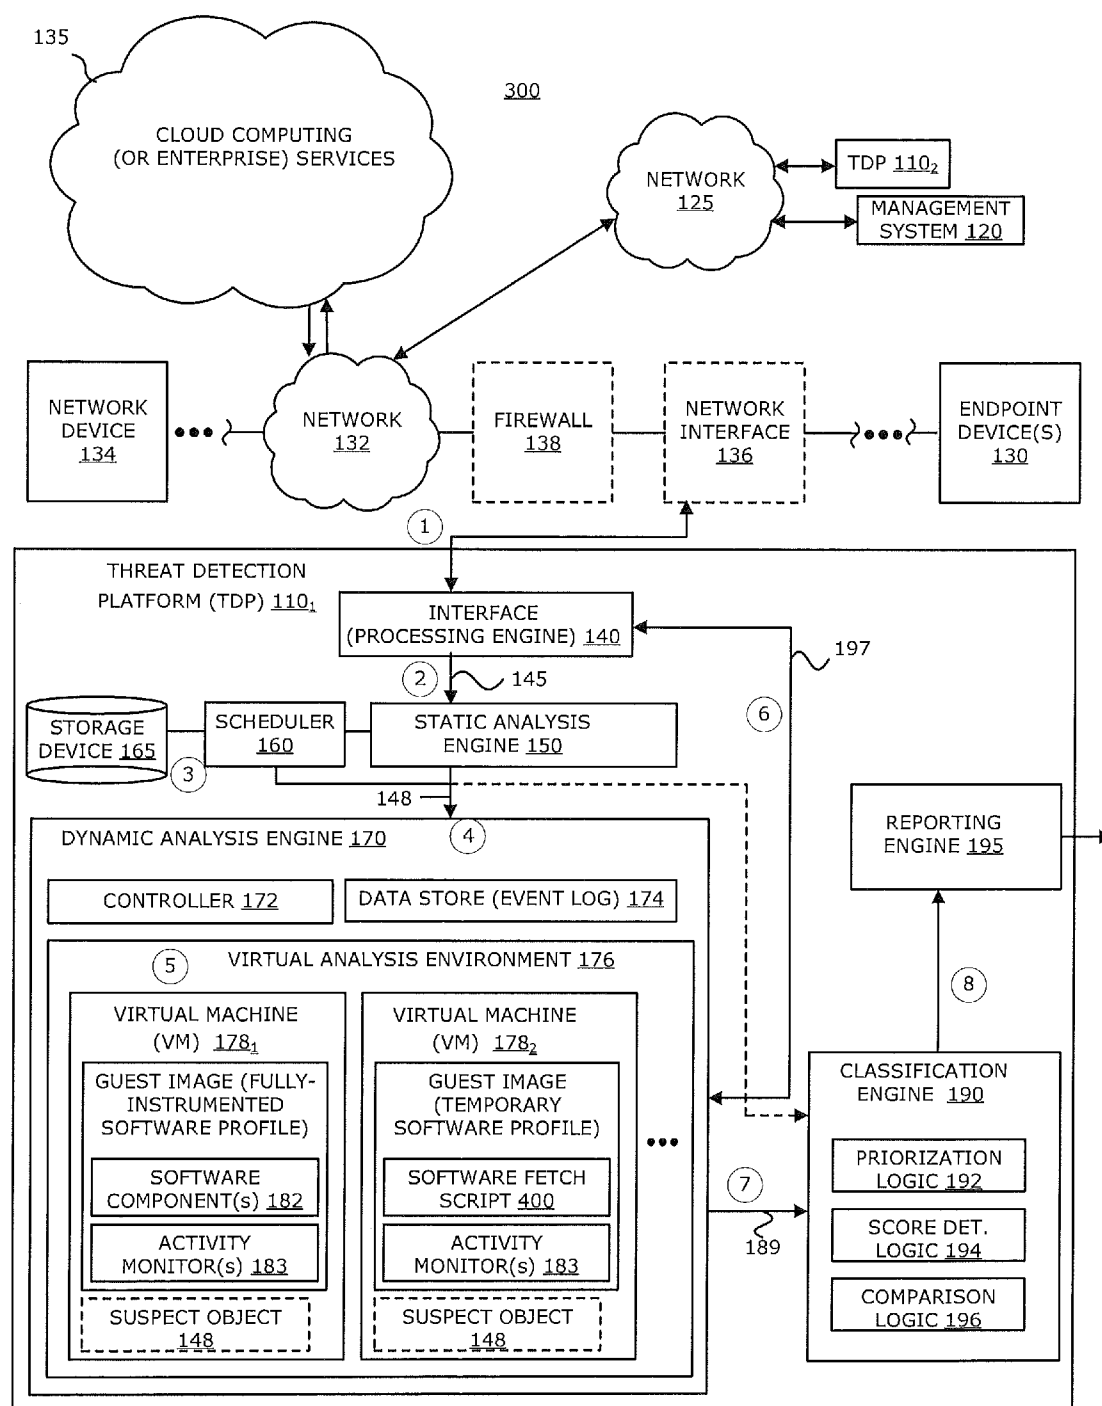 135
CLOUD COMPUTING
(OR ENTERPRISE) SERVICES
300
NETWORK
125
TDP 110₂
MANAGEMENT
SYSTEM 120
NETWORK
DEVICE
134
NETWORK
132
FIREWALL
138
NETWORK
INTERFACE
136
ENDPOINT
DEVICE(S)
130
1
THREAT DETECTION
PLATFORM (TDP) 110₁
INTERFACE
(PROCESSING ENGINE) 140
197
2
145
6
STORAGE
DEVICE 165
SCHEDULER
160
STATIC ANALYSIS
ENGINE 150
3
148
4
DYNAMIC ANALYSIS ENGINE 170
REPORTING
ENGINE 195
CONTROLLER 172
DATA STORE (EVENT LOG) 174
5
VIRTUAL ANALYSIS ENVIRONMENT 176
8
VIRTUAL MACHINE
(VM) 178₁
GUEST IMAGE (FULLY-
INSTRUMENTED
SOFTWARE PROFILE)
SOFTWARE
COMPONENT(s) 182
ACTIVITY
MONITOR(s) 183
SUSPECT OBJECT
148
VIRTUAL MACHINE
(VM) 178₂
GUEST IMAGE
(TEMPORARY
SOFTWARE PROFILE)
SOFTWARE FETCH
SCRIPT 400
ACTIVITY
MONITOR(s) 183
SUSPECT OBJECT
148
7
189
CLASSIFICATION
ENGINE 190
PRIORIZATION
LOGIC 192
SCORE DET.
LOGIC 194
COMPARISON
LOGIC 196